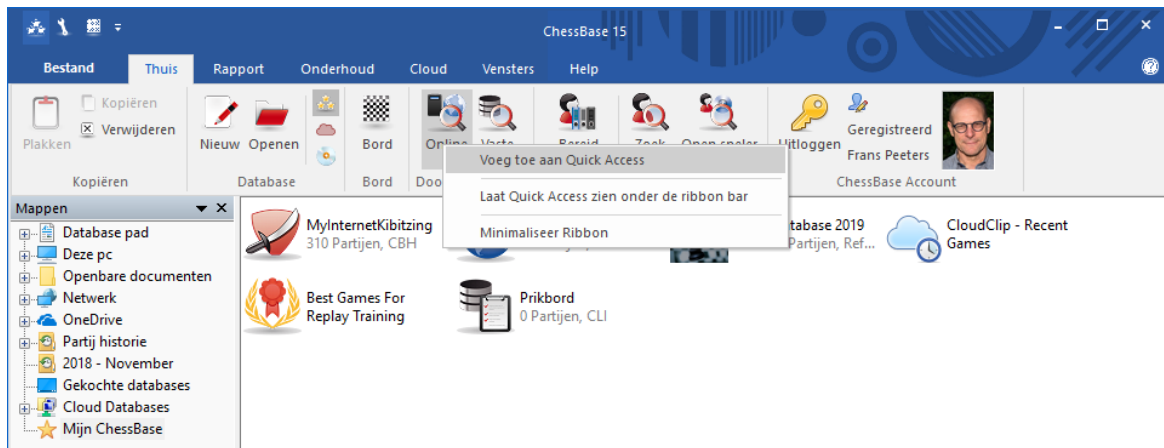 ChessBase 15
Bestand Thuis Rapport Onderhoud Cloud Vensters Help
Plakken
Kopiëren
Verwijderen
Nieuw Openen
Bord
Uitloggen
Geregistreerd
Frans Peeters
Kopiëren Database Bord ChessBase Account
Voeg toe aan Quick Access
Laat Quick Access zien onder de ribbon bar
Minimaliseer Ribbon
Mappen
Database pad
Deze pc
Openbare documenten
Netwerk
OneDrive
Partij historie
2018 - November
Gekochte databases
Cloud Databases
Mijn ChessBase
MyInternetKibitzing
310 Partijen, CBH
2019
Partijen, Ref...
CloudClip - Recent
Games
Best Games For
Replay Training
Prikbord
0 Partijen, CLI